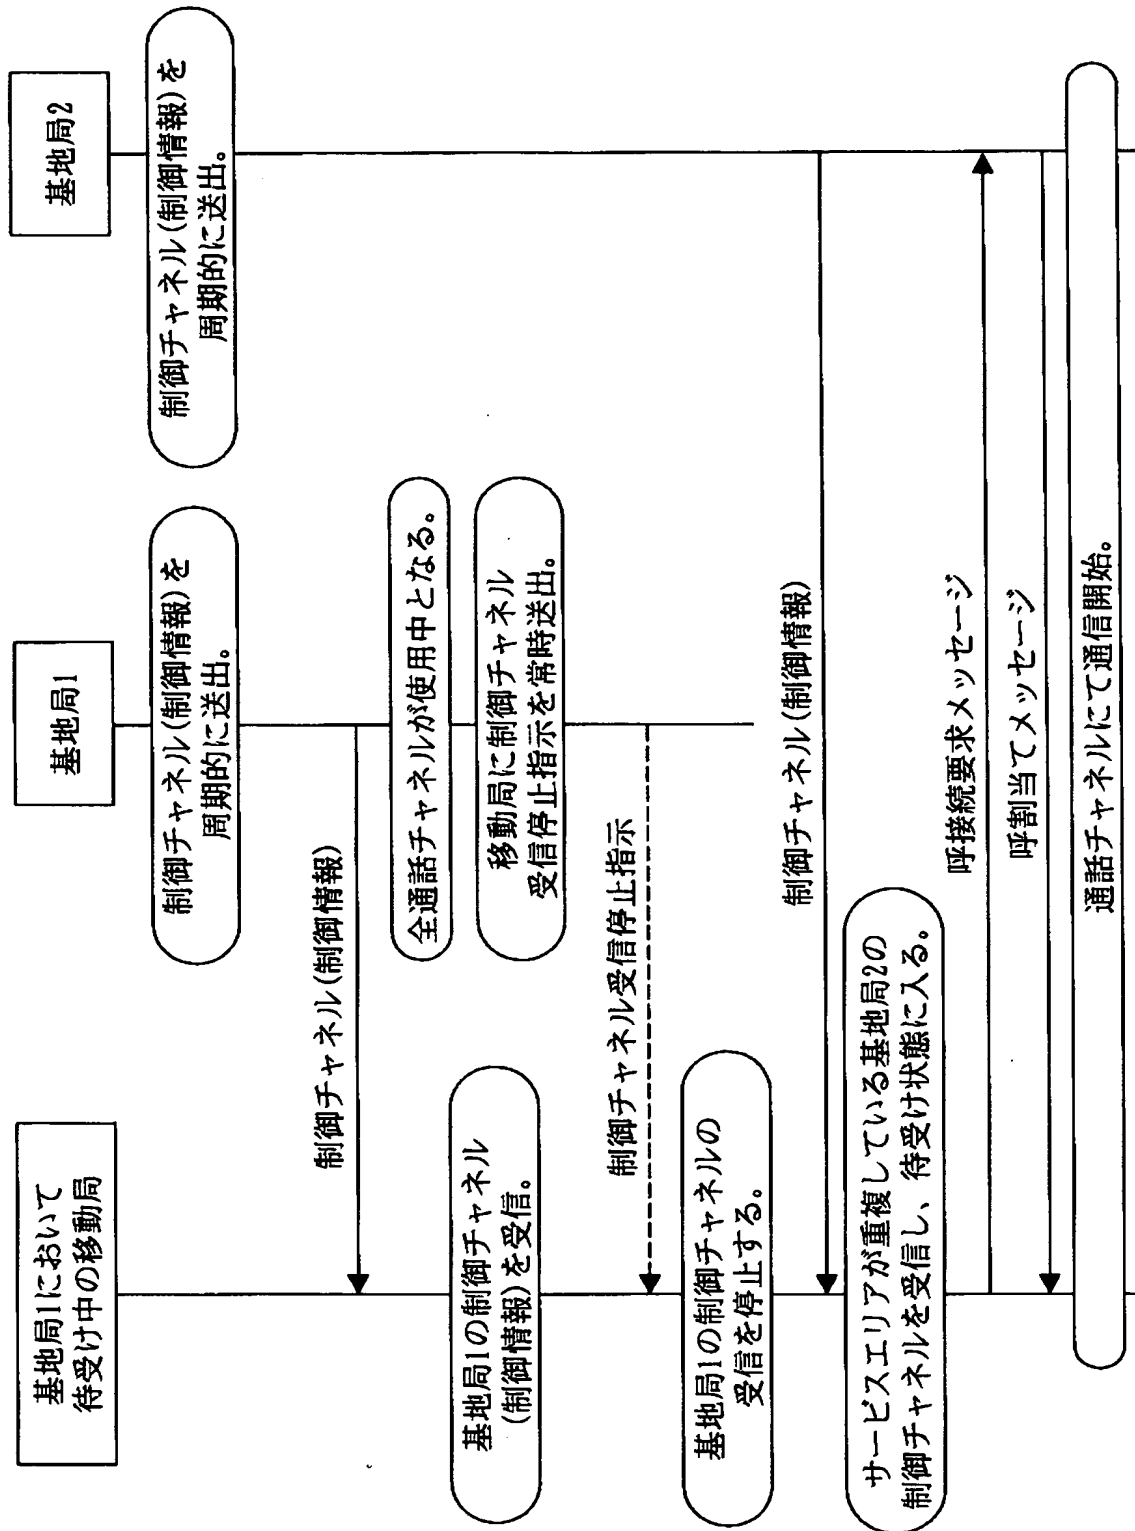 基地局1において
待受け中の移動局
基地局1
基地局2
制御チャネル(制御情報)を
周期的に送出。
制御チャネル(制御情報)を
周期的に送出。
制御チャネル(制御情報)
全通話チャネルが使用中となる。
基地局1の制御チャネル
(制御情報)を受信。
移動局に制御チャネル
受信停止指示を常時送出。
制御チャネル受信停止指示
基地局1の制御チャネルの
受信を停止する。
制御チャネル(制御情報)
サービスエリアが重複している基地局2の
制御チャネルを受信し、待受け状態に入る。
呼接続要求メッセージ
呼割当てメッセージ
通話チャネルにて通信開始。